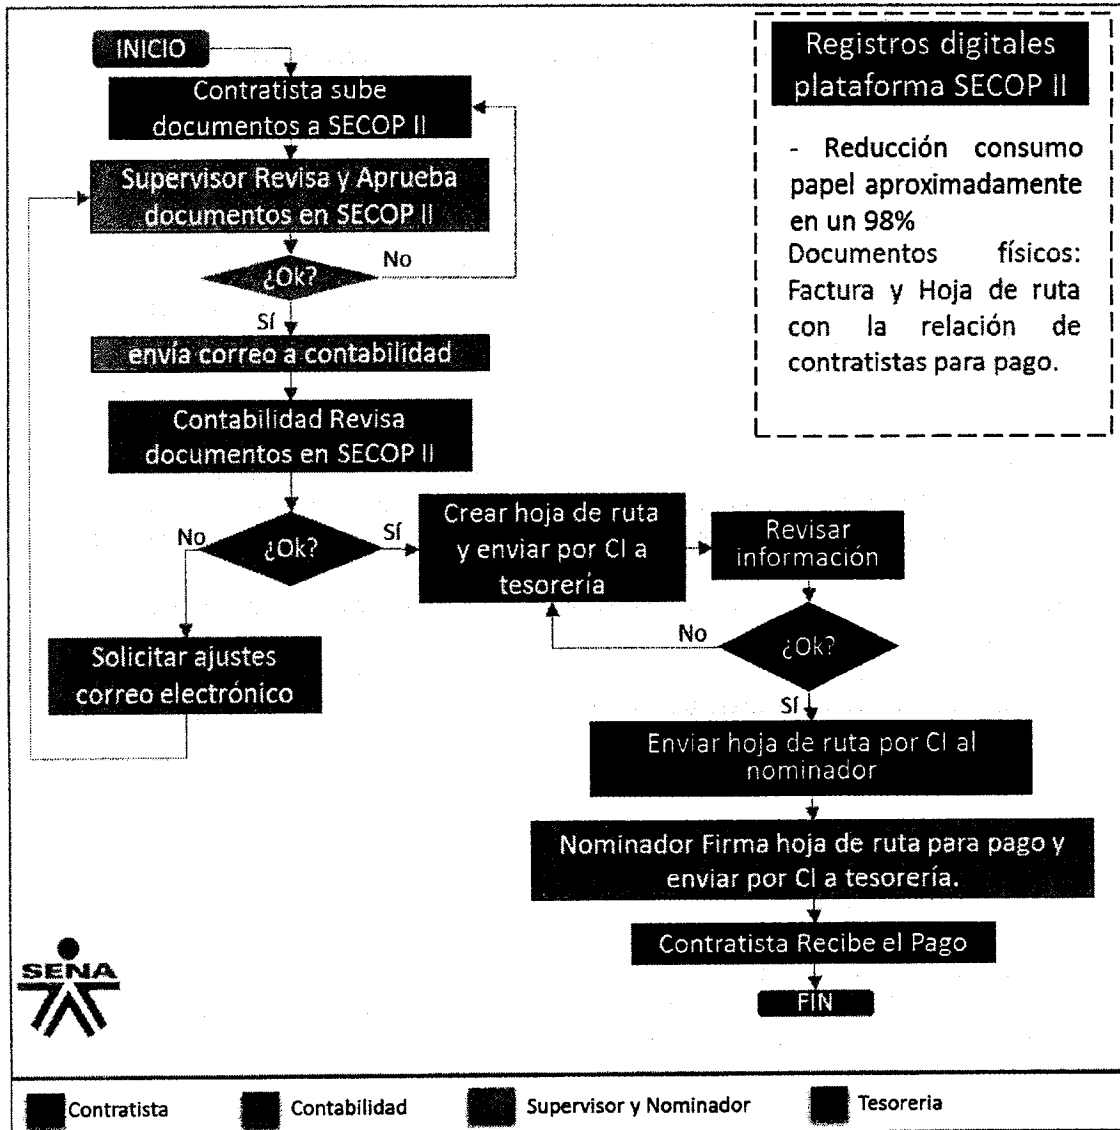 INICIO
Contratista sube
documentos a SECOP II
Supervisor Revisa y Aprueba
documentos en SECOP II
¿Ok?
No
Sí
envía correo a contabilidad
Contabilidad Revisa
documentos en SECOP II
No
¿Ok?
Sí
Solicitar ajustes
correo electrónico
Crear hoja de ruta
y enviar por CI a
tesorería
Revisar
información
No
¿Ok?
Sí
Enviar hoja de ruta por CI al
nominador
Nominador Firma hoja de ruta para pago y
enviar por CI a tesorería.
Contratista Recibe el Pago
FIN
Registros digitales
plataforma SECOP II
- Reducción consumo
papel aproximadamente
en un 98%
Documentos físicos:
Factura y Hoja de ruta
con la relación de
contratistas para pago.
SENA
Contratista
Contabilidad
Supervisor y Nominador
Tesoreria